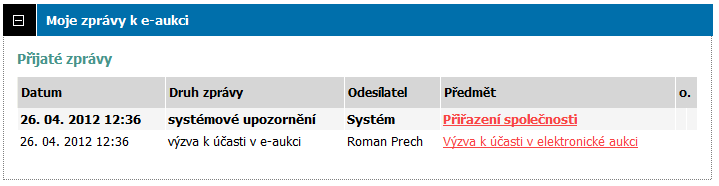 Moje zprávy k e-aukci
Přijaté zprávy
Datum Druh zprávy Odesílatel Předmět o.
26. 04. 2012 12:36 systémové upozornění Systém Přiřazení společnosti
26. 04. 2012 12:36 výzva k účasti v e-aukci Roman Prech Výzva k účasti v elektronické aukci